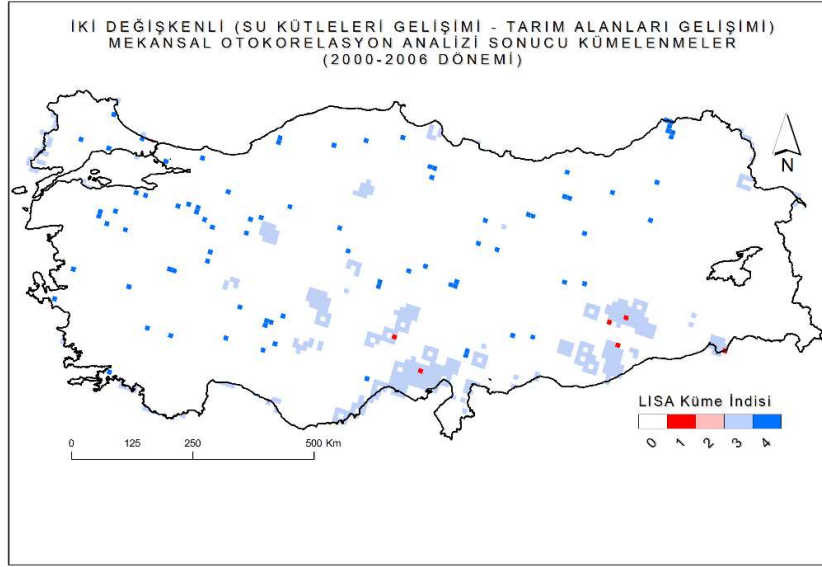 İKİ DEĞİŞKENLİ (SU KÜTLELERİ GELİŞİMİ - TARIM ALANLARI GELİŞİMİ)
MEKANSAL OTOKORELASYON ANALİZİ SONUCU KÜMELENMELER
(2000-2006 DÖNEMİ)
N
LISA Küme İndisi
0 1 2 3 4
0 125 250 500 Km